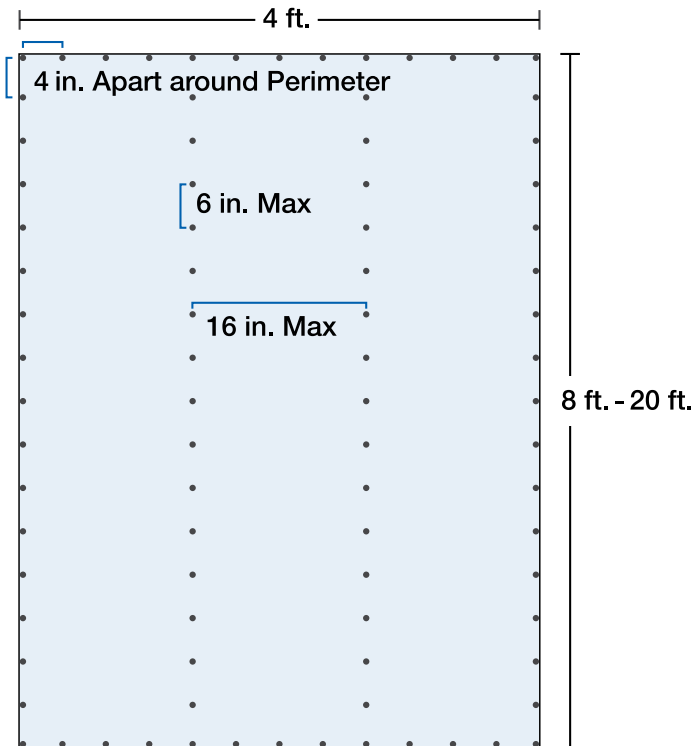 4 ft.
4 in. Apart around Perimeter
6 in. Max
16 in. Max
8 ft. - 20 ft.